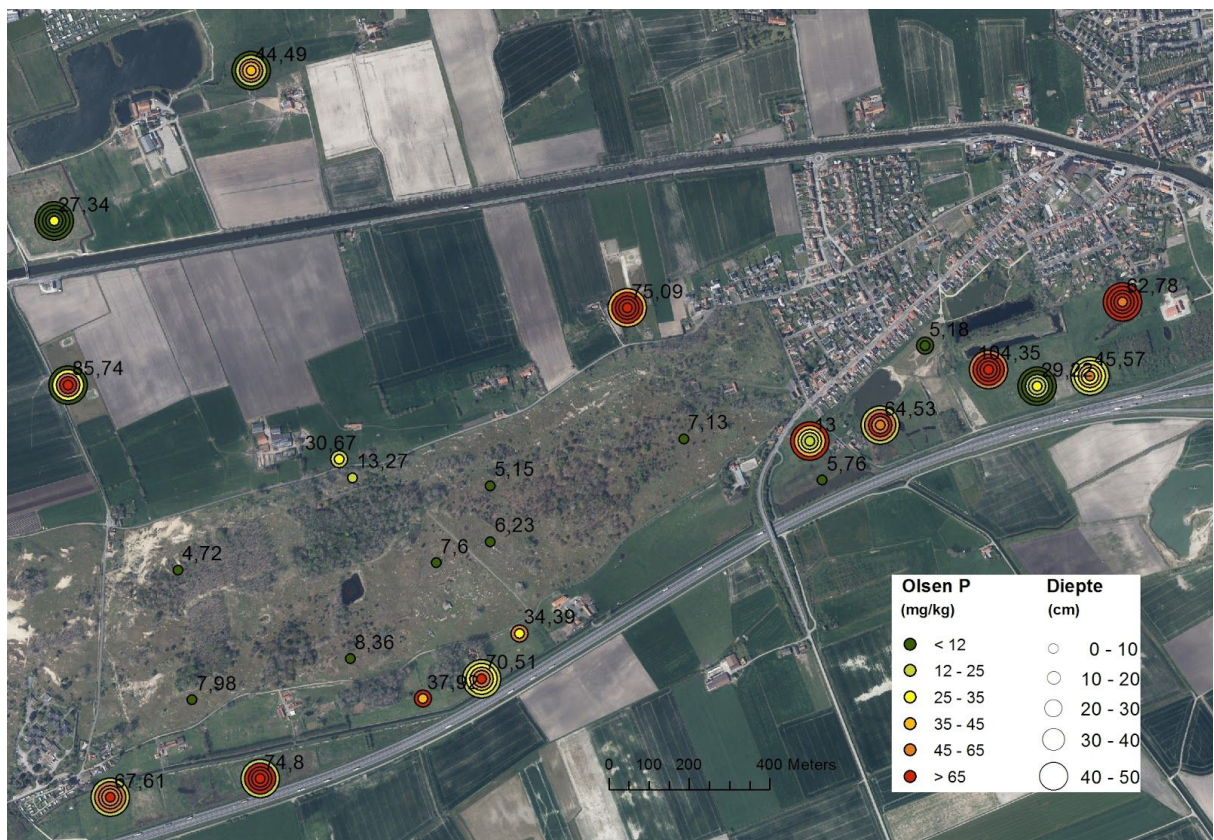 44,49
27,34
75,09
62,78
5,18
85,74
104,35
45,57
29,22
64,53
7,13
13
30,67
13,27
5,15
5,76
6,23
7,6
4,72
34,39
8,36
70,51
37,92
7,98
74,8
67,61
0 100 200 400 Meters
Olsen P
(mg/kg)
< 12
12 - 25
25 - 35
35 - 45
45 - 65
> 65
Diepte
(cm)
0 - 10
10 - 20
20 - 30
30 - 40
40 - 50